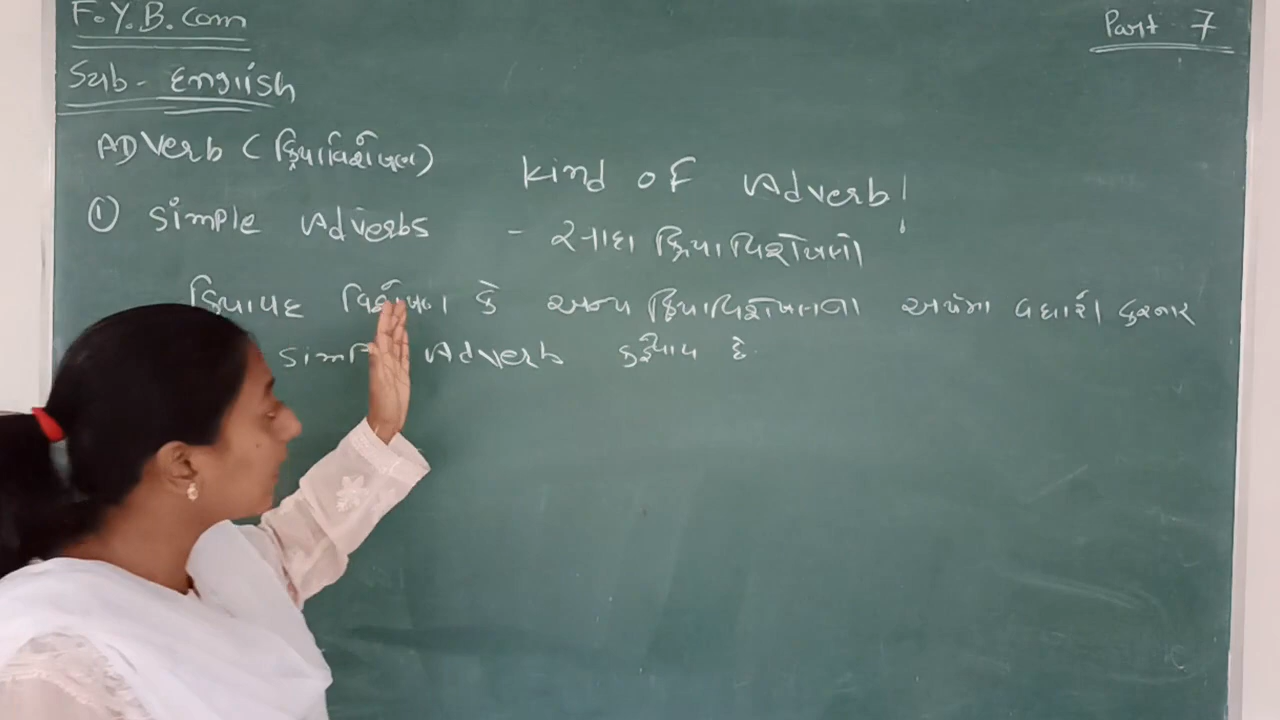 F.Y.B.Com
Part 7
Sub - English
ADVerb (ક્રિયાવિશેષણ)
Kind of Adverb:
① Simple Adverbs - સાદા ક્રિયાવિશેષણો
ક્રિયાપદ કે અન્ય ક્રિયાવિશેષણના અર્થમાં વધારો કરનાર
Adverb કહેવાય છે.